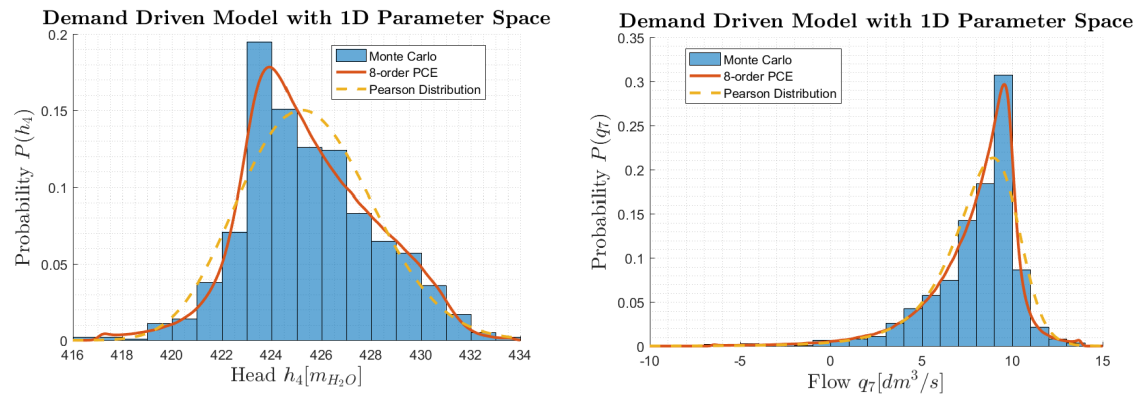 Demand Driven Model with 1D Parameter Space
Probability P(h4)
0.2
0.15
0.1
0.05
0
Monte Carlo
8-order PCE
Pearson Distribution
416 418 420 422 424 426 428 430 432 434
Head h4[mH2O]
Demand Driven Model with 1D Parameter Space
Probability P(q7)
0.35
0.3
0.25
0.2
0.15
0.1
0.05
0
Monte Carlo
8-order PCE
Pearson Distribution
-10 -5 0 5 10 15
Flow q7[dm³/s]